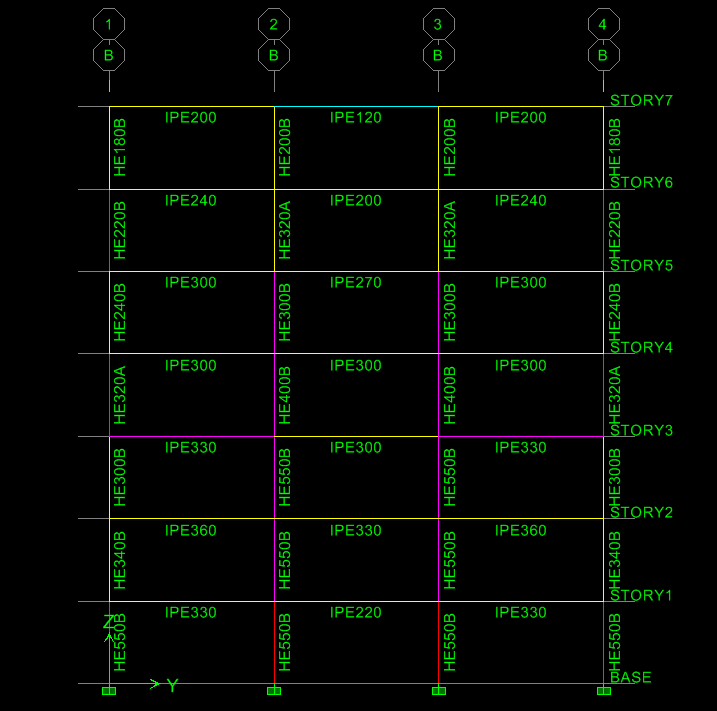 1 2 3 4
B B B B
STORY7
IPE200 IPE120 IPE200
HE180B HE200B HE200B HE180B
STORY6
IPE240 IPE200 IPE240
HE220B HE320A HE320A HE220B
STORY5
IPE300 IPE270 IPE300
HE240B HE300B HE300B HE240B
STORY4
IPE300 IPE300 IPE300
HE320A HE400B HE400B HE320A
STORY3
IPE330 IPE300 IPE330
HE300B HE550B HE550B HE300B
STORY2
IPE360 IPE330 IPE360
HE340B HE550B HE550B HE340B
STORY1
IPE330 IPE220 IPE330
HE550B HE550B HE550B HE550B
Z
BASE
Y